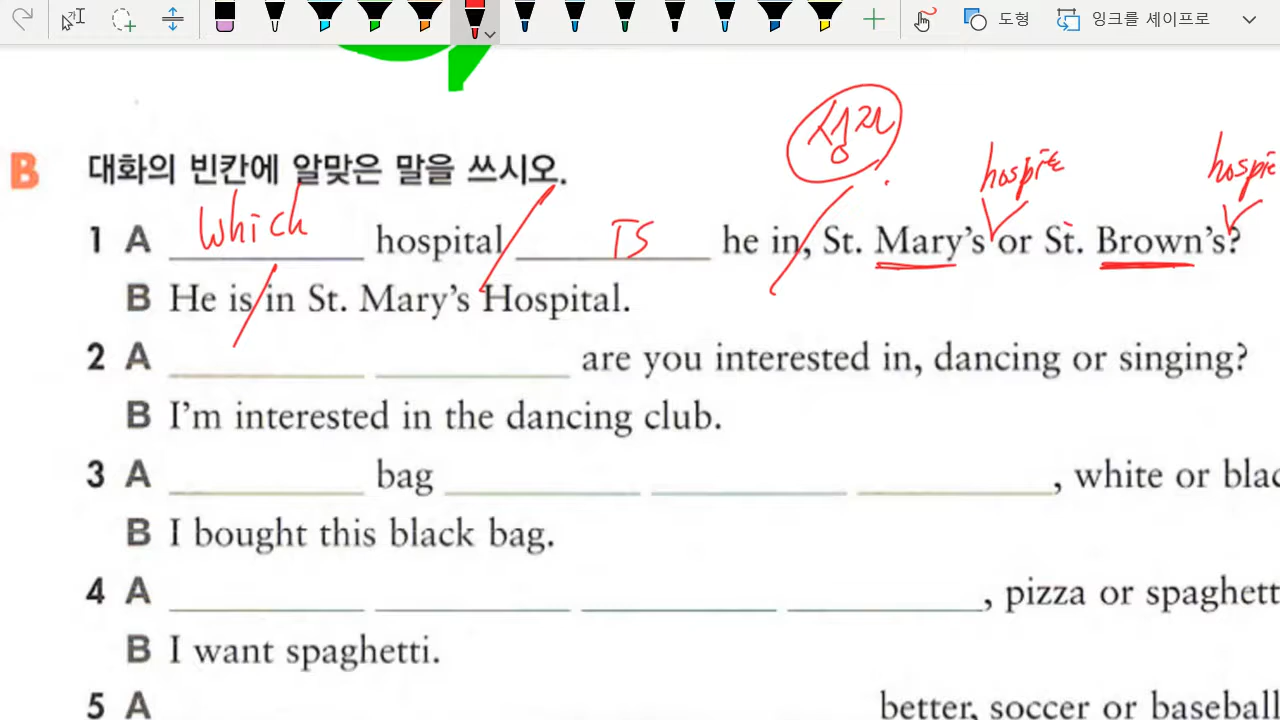 도형 잉크를 셰이프로
생략
hospit hospi
B 대화의 빈칸에 알맞은 말을 쓰시오.
1 A which hospital is he in, St. Mary's or St. Brown's?
B He is in St. Mary's Hospital.
2 A are you interested in, dancing or singing?
B I'm interested in the dancing club.
3 A bag , white or blac
B I bought this black bag.
4 A , pizza or spaghett
B I want spaghetti.
5 A better, soccer or baseball